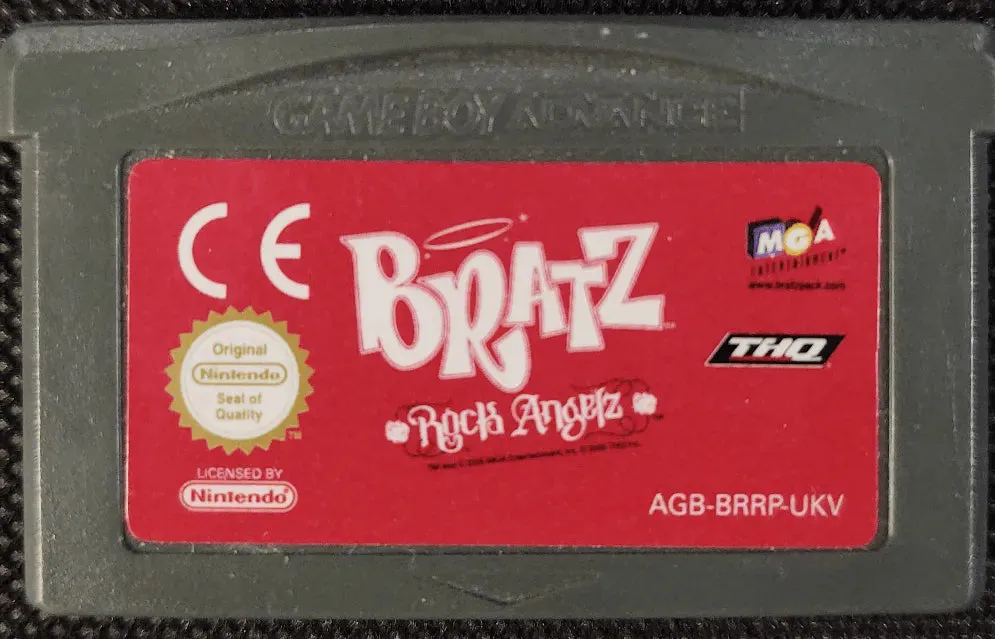 GAME BOY ADVANCE
CE
BRATZ
Rock Angelz
Original
Nintendo
Seal of
Quality
TM
LICENSED BY
Nintendo
MGA
ENTERTAINMENT
www.bratzpack.com
THQ
AGB-BRRP-UKV